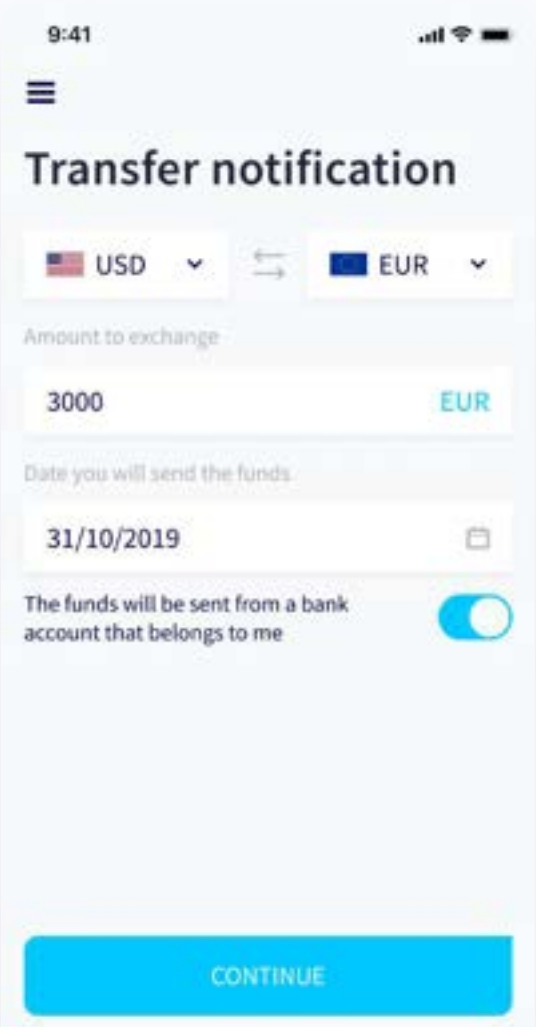 9:41
Transfer notification
USD EUR
Amount to exchange
3000 EUR
Date you will send the funds
31/10/2019
The funds will be sent from a bank
account that belongs to me
CONTINUE